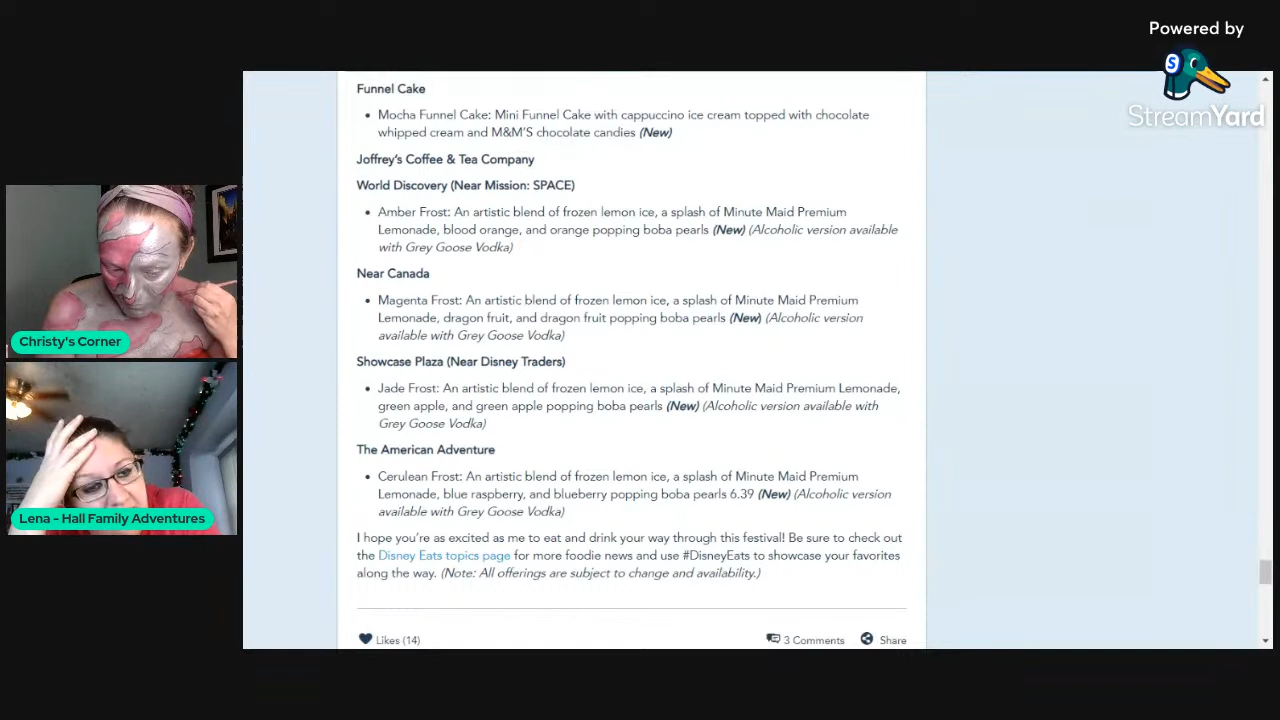 Powered by
StreamYard
Funnel Cake
• Mocha Funnel Cake: Mini Funnel Cake with cappuccino ice cream topped with chocolate
whipped cream and M&M'S chocolate candies (New)
Joffrey's Coffee & Tea Company
World Discovery (Near Mission: SPACE)
• Amber Frost: An artistic blend of frozen lemon ice, a splash of Minute Maid Premium
Lemonade, blood orange, and orange popping boba pearls (New) (Alcoholic version available
with Grey Goose Vodka)
Near Canada
• Magenta Frost: An artistic blend of frozen lemon ice, a splash of Minute Maid Premium
Lemonade, dragon fruit, and dragon fruit popping boba pearls (New) (Alcoholic version
available with Grey Goose Vodka)
Showcase Plaza (Near Disney Traders)
• Jade Frost: An artistic blend of frozen lemon ice, a splash of Minute Maid Premium Lemonade,
green apple, and green apple popping boba pearls (New) (Alcoholic version available with
Grey Goose Vodka)
The American Adventure
• Cerulean Frost: An artistic blend of frozen lemon ice, a splash of Minute Maid Premium
Lemonade, blue raspberry, and blueberry popping boba pearls 6.39 (New) (Alcoholic version
available with Grey Goose Vodka)
I hope you're as excited as me to eat and drink your way through this festival! Be sure to check out
the Disney Eats topics page for more foodie news and use #DisneyEats to showcase your favorites
along the way. (Note: All offerings are subject to change and availability.)
Likes (14)
3 Comments
Share
Christy's Corner
Lena - Hall Family Adventures